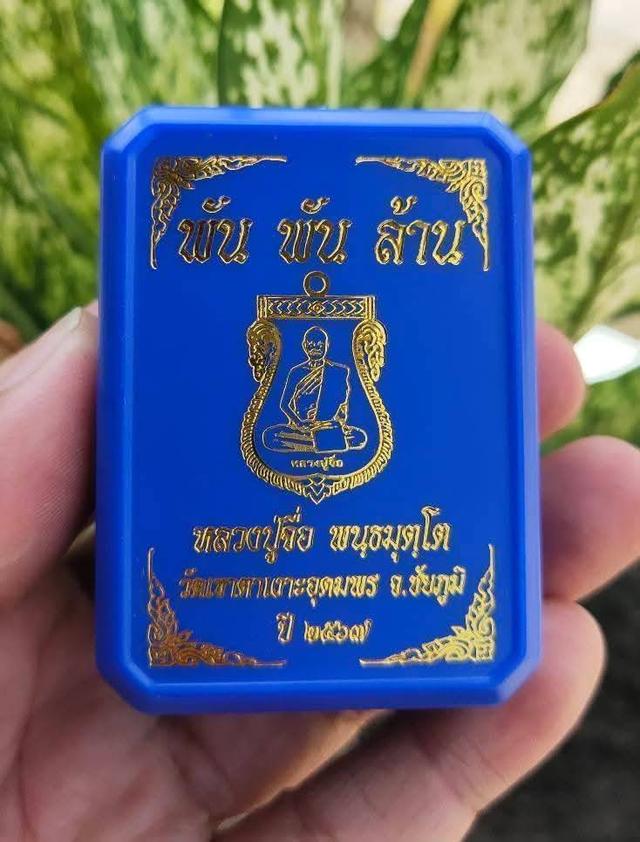 พัน พัน ล้าน
หลวงปู่จื่อ
หลวงปู่จื่อ พนฺธมุตฺโต
วัดเขาตาเงาะอุดมพร จ.ชัยภูมิ
ปี ๒๕๖๗